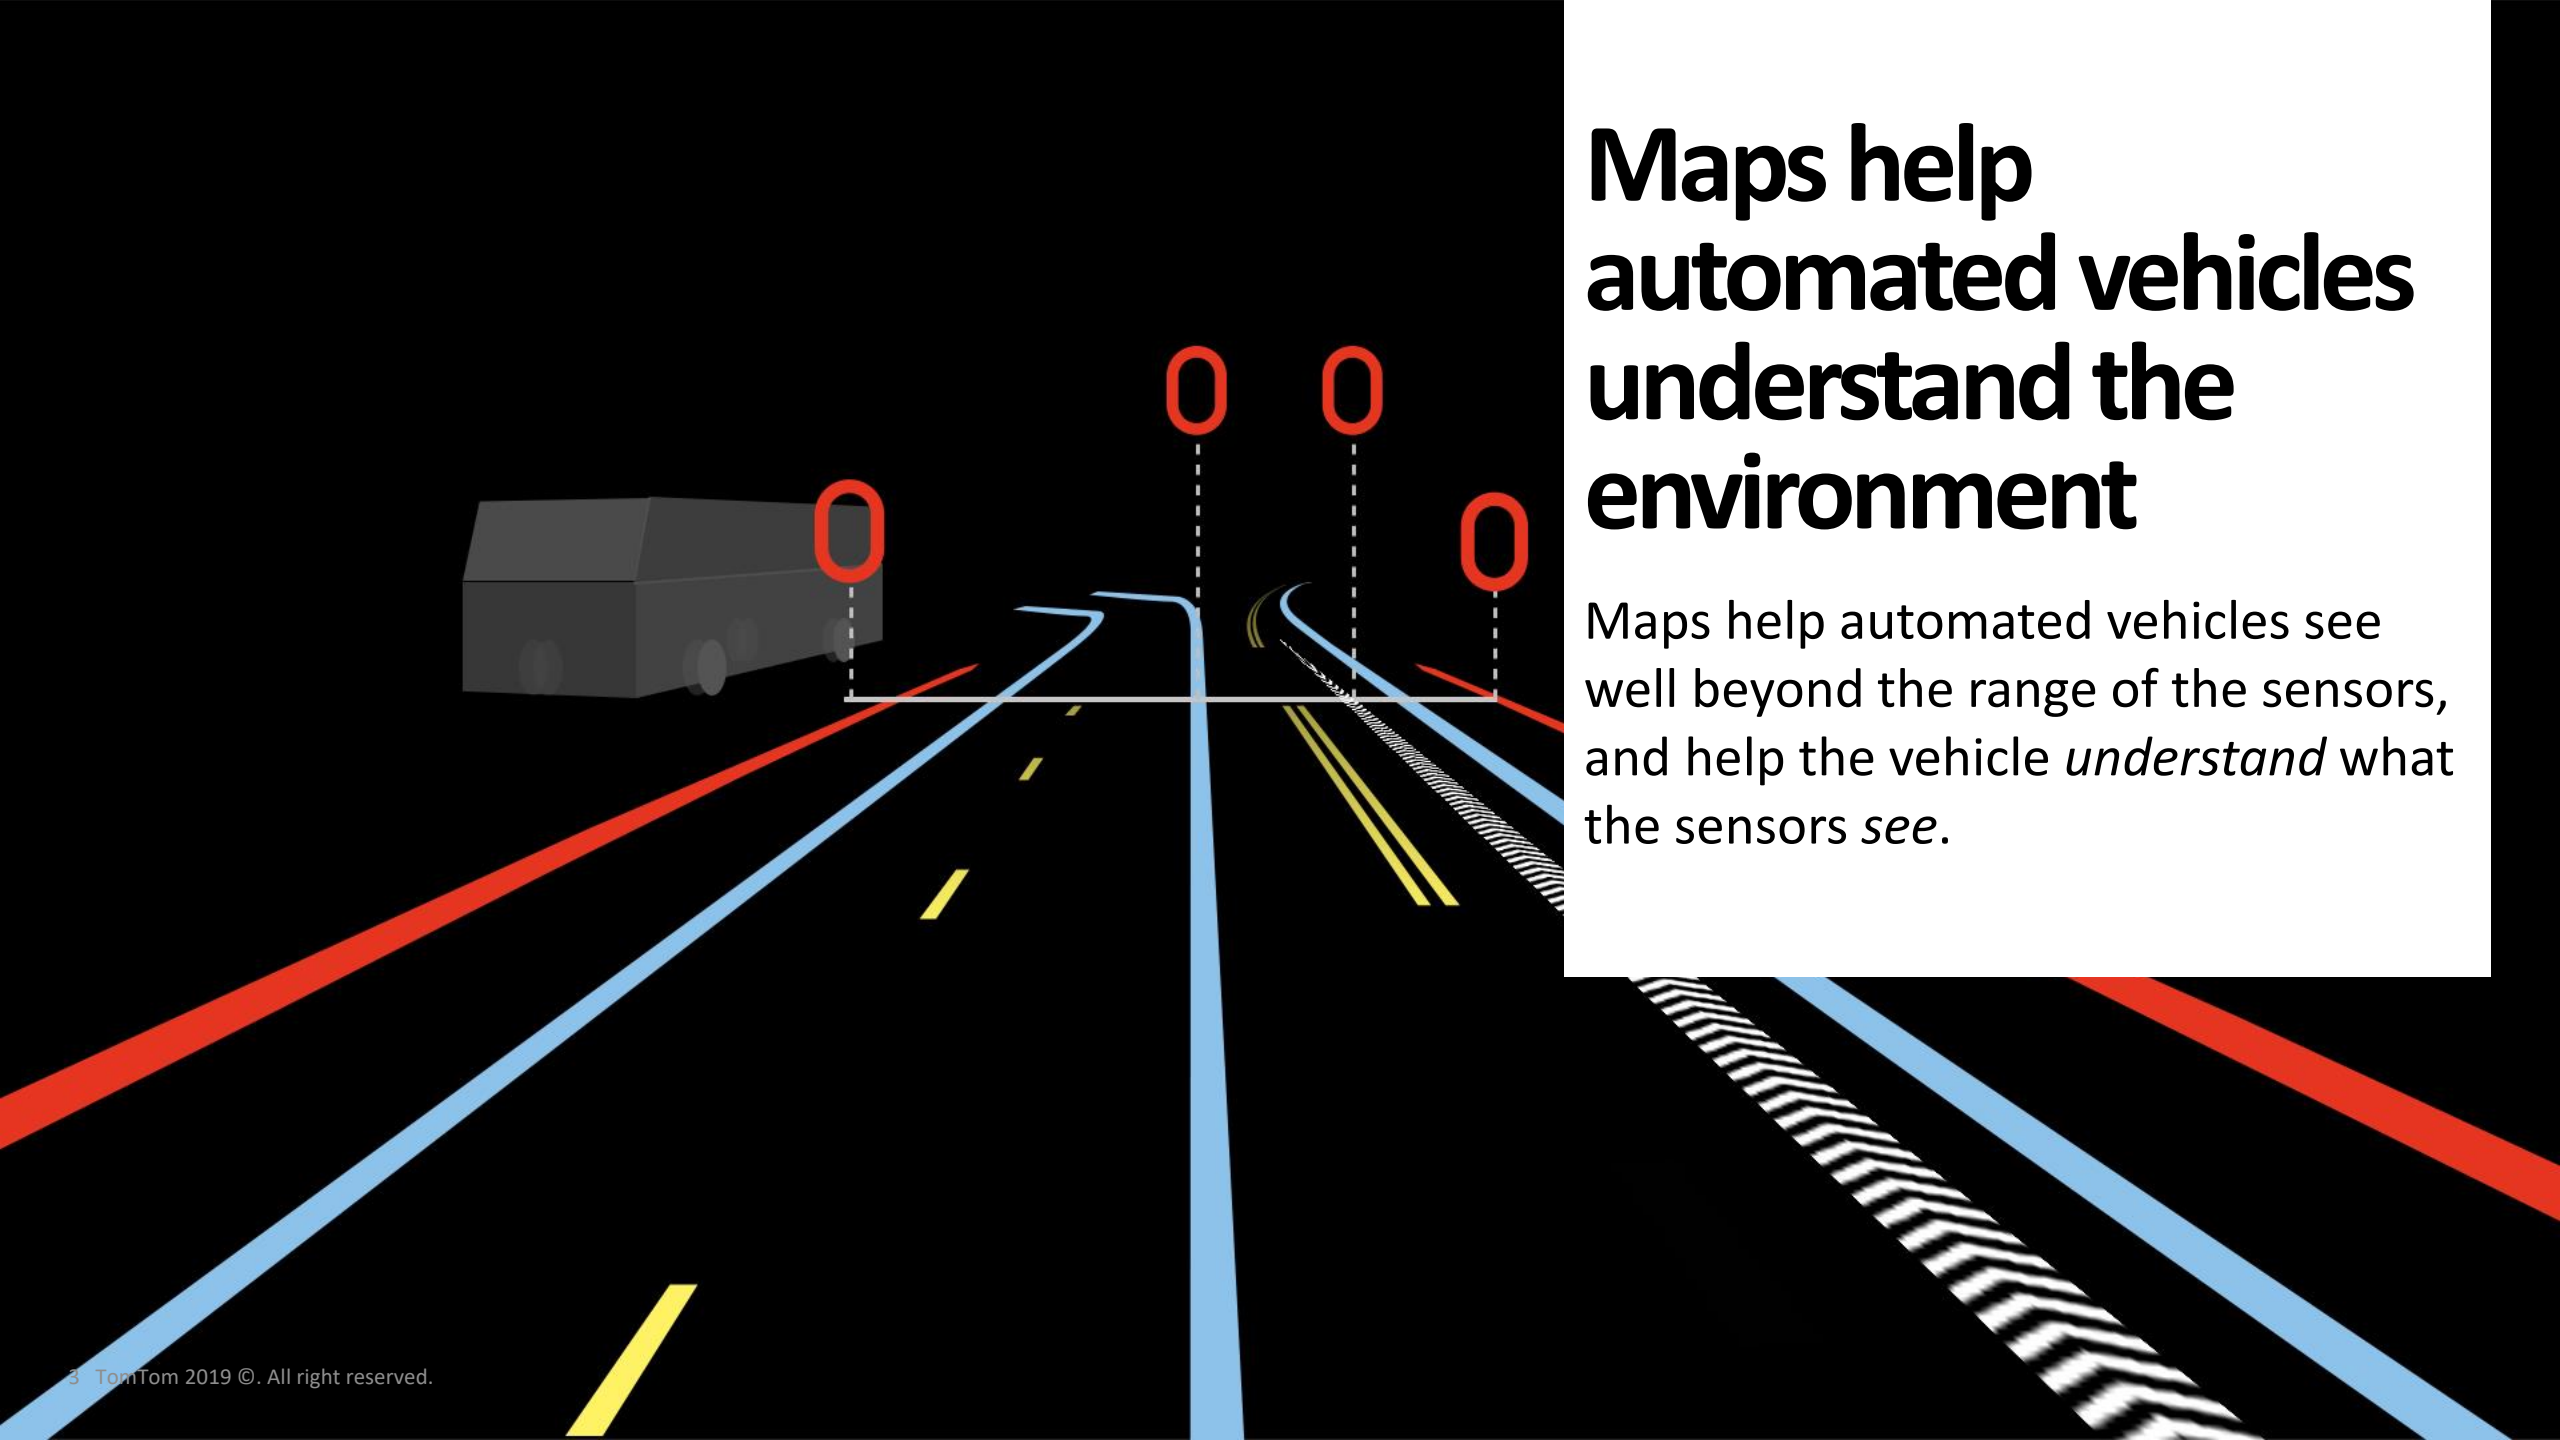 Maps help
automated vehicles
understand the
environment
Maps help automated vehicles see
well beyond the range of the sensors,
and help the vehicle understand what
the sensors see.
3 TomTom 2019 ©. All right reserved.